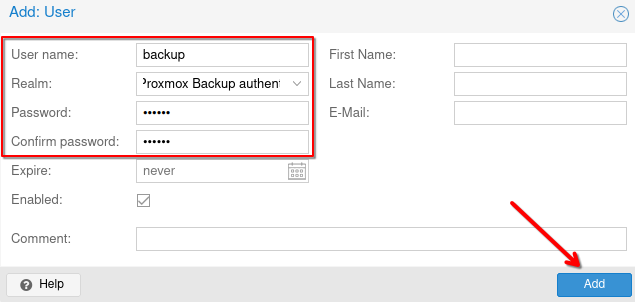 Add: User
User name: backup
Realm: Proxmox Backup authent
Password: ••••••
Confirm password: ••••••
Expire: never
Enabled:
First Name:
Last Name:
E-Mail:
Comment:
Help
Add